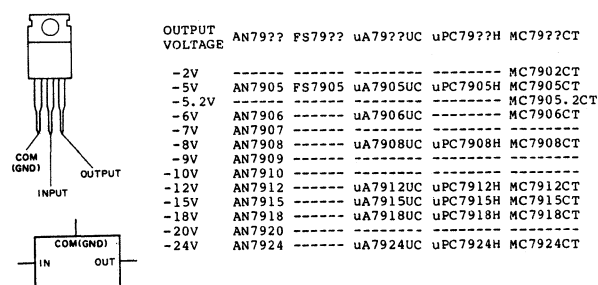 OUTPUT VOLTAGE AN79?? FS79?? uA79??UC uPC79??H MC79??CT
-2V ------- ------ -------- -------- MC7902CT
-5V AN7905 FS7905 uA7905UC uPC7905H MC7905CT
-5.2V ------- ------ -------- -------- MC7905.2CT
-6V AN7906 ------ uA7906UC -------- MC7906CT
-7V AN7907 ------ -------- -------- --------
-8V AN7908 ------ uA7908UC uPC7908H MC7908CT
-9V AN7909 ------ -------- -------- --------
-10V AN7910 ------ -------- -------- --------
-12V AN7912 ------ uA7912UC uPC7912H MC7912CT
-15V AN7915 ------ uA7915UC uPC7915H MC7915CT
-18V AN7918 ------ uA7918UC uPC7918H MC7918CT
-20V AN7920 ------ -------- -------- --------
-24V AN7924 ------ uA7924UC uPC7924H MC7924CT
COM
(GND)
INPUT
OUTPUT
COM(GND)
IN OUT